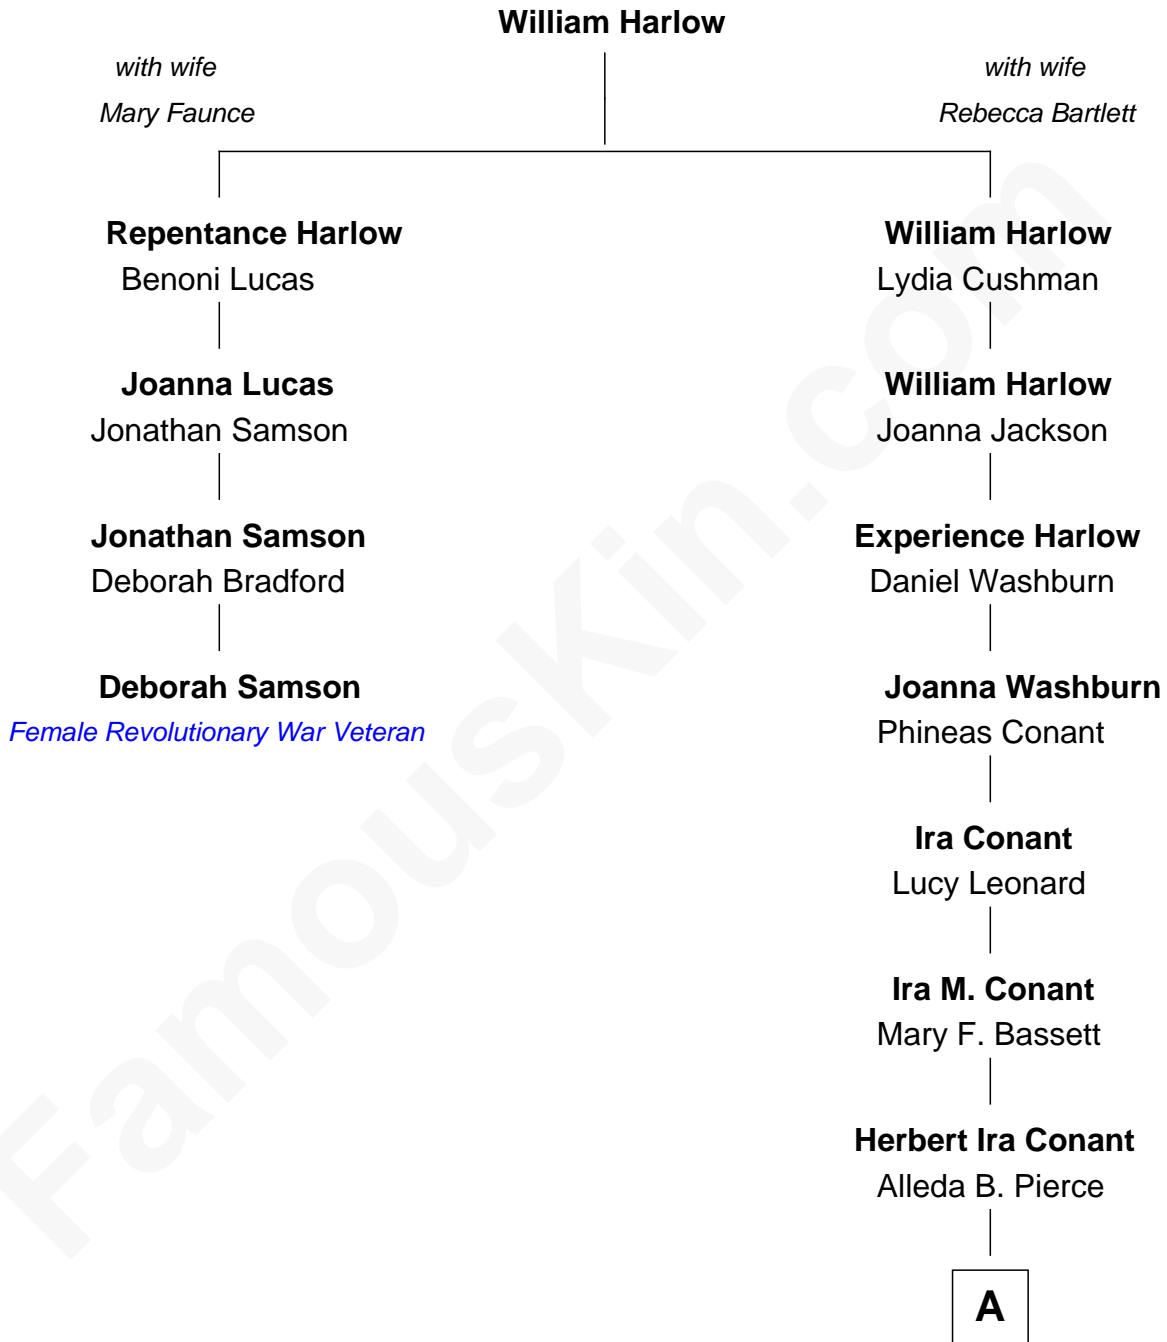 William Harlow
with wife
Mary Faunce
with wife
Rebecca Bartlett
Repentance Harlow
Benoni Lucas
William Harlow
Lydia Cushman
Joanna Lucas
Jonathan Samson
William Harlow
Joanna Jackson
Jonathan Samson
Deborah Bradford
Experience Harlow
Daniel Washburn
Deborah Samson
Female Revolutionary War Veteran
Joanna Washburn
Phineas Conant
Ira Conant
Lucy Leonard
Ira M. Conant
Mary F. Bassett
Herbert Ira Conant
Alleda B. Pierce
A
FamousKin.com